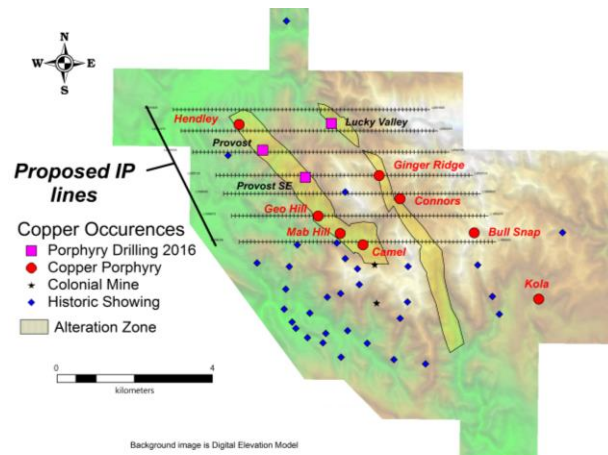 N
W E
S
Hendley
Lucky Valley
Provost
Ginger Ridge
Proposed IP
lines
Provost SE
Connors
Geo Hill
Copper Occurences
Mab Hill
Bull Snap
Porphyry Drilling 2016
Camel
Copper Porphyry
Colonial Mine
Kola
Historic Showing
Alteration Zone
0 4
kilometers
Background image is Digital Elevation Model